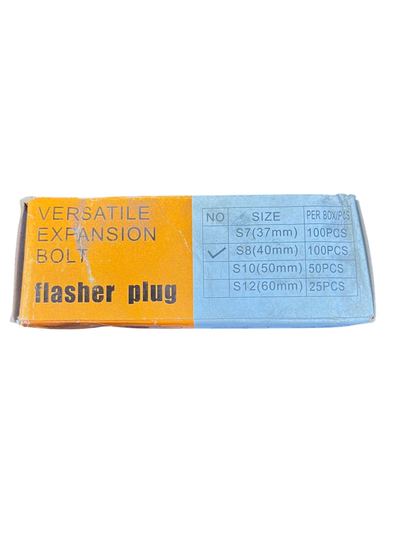 VERSATILE
EXPANSION
BOLT
flasher plug
NO SIZE PER BOX/PCS
S7(37mm) 100PCS
✓ S8(40mm) 100PCS
S10(50mm) 50PCS
S12(60mm) 25PCS